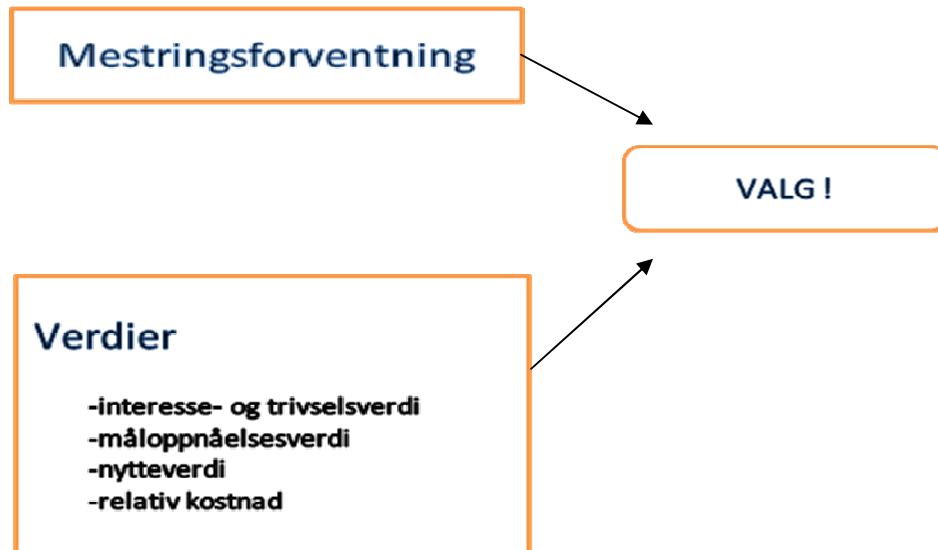 Mestringsforventning
VALG !
Verdier
-interesse- og trivselsverdi
-måloppnåelsesverdi
-nytteverdi
-relativ kostnad